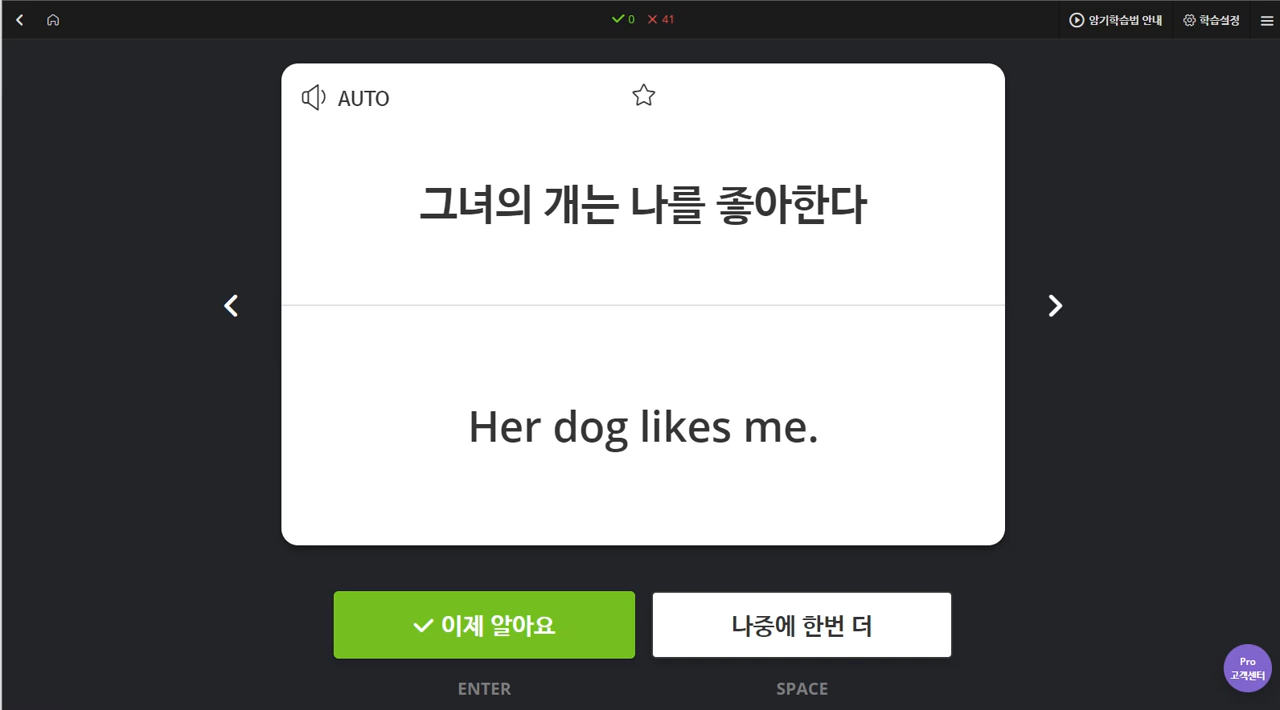 0 41 암기학습법 안내 학습설정
AUTO
그녀의 개는 나를 좋아한다
Her dog likes me.
이제 알아요 나중에 한번 더
ENTER SPACE
Pro
고객센터